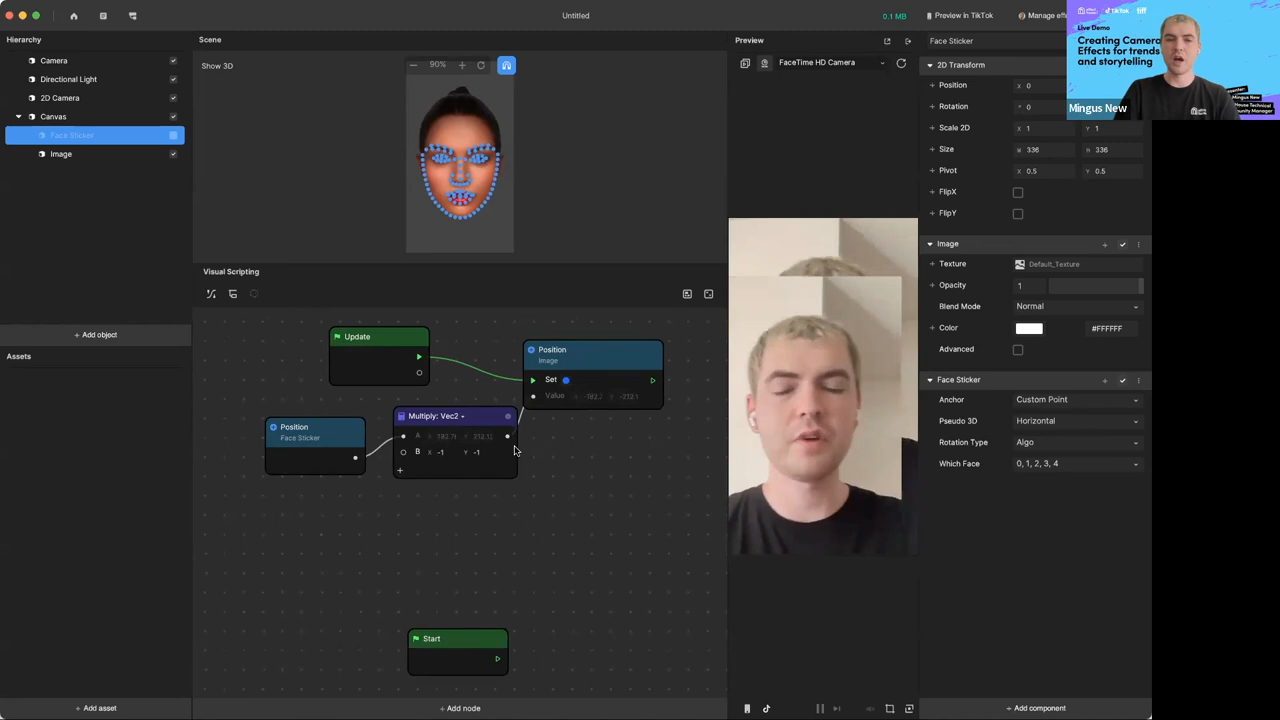 Untitled
0.1 MB
Preview in TikTok
Hierarchy
Camera
Directional Light
2D Camera
Canvas
Face Sticker
Image
+ Add object
Assets
+ Add asset
Scene
Show 3D
90%
Visual Scripting
Update
Position
Image
Set
Value
Position
Face Sticker
Multiply: Vec2
A
X
Y
B X -1 Y -1
Start
+ Add node
Preview
FaceTime HD Camera
Face Sticker
2D Transform
Position X 0
Rotation 0
Scale 2D X 1 Y 1
Size W 336 H 336
Pivot X 0.5 Y 0.5
FlipX
FlipY
Image
Texture Default_Texture
Opacity 1
Blend Mode Normal
Color #FFFFFF
Advanced
Face Sticker
Anchor Custom Point
Pseudo 3D Horizontal
Rotation Type Algo
Which Face 0, 1, 2, 3, 4
+ Add component
TikTok
Live Demo
Creating Camera
Effects for trends
and storytelling
Mingus New
Mingus New